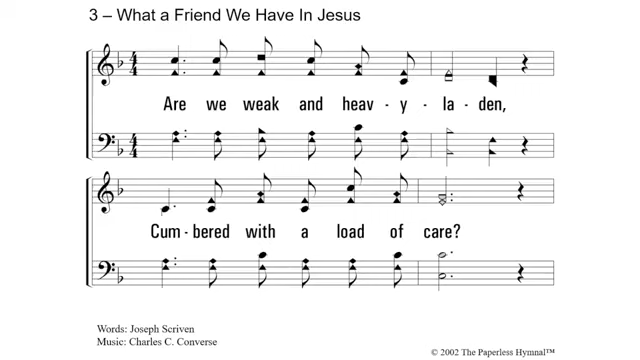 3 – What a Friend We Have In Jesus
Are we weak and heav - y - la - den,
Cum - bered with a load of care?
Words: Joseph Scriven
Music: Charles C. Converse
© 2002 The Paperless Hymnal™